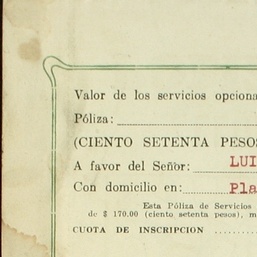 Valor de los servicios opciona
Póliza:
(CIENTO SETENTA PESOS
A favor del Señor: LUI
Con domicilio en: Pla
Esta Póliza de Servicios
de $ 170.00 (ciento setenta pesos), m
CUOTA DE INSCRIPCION